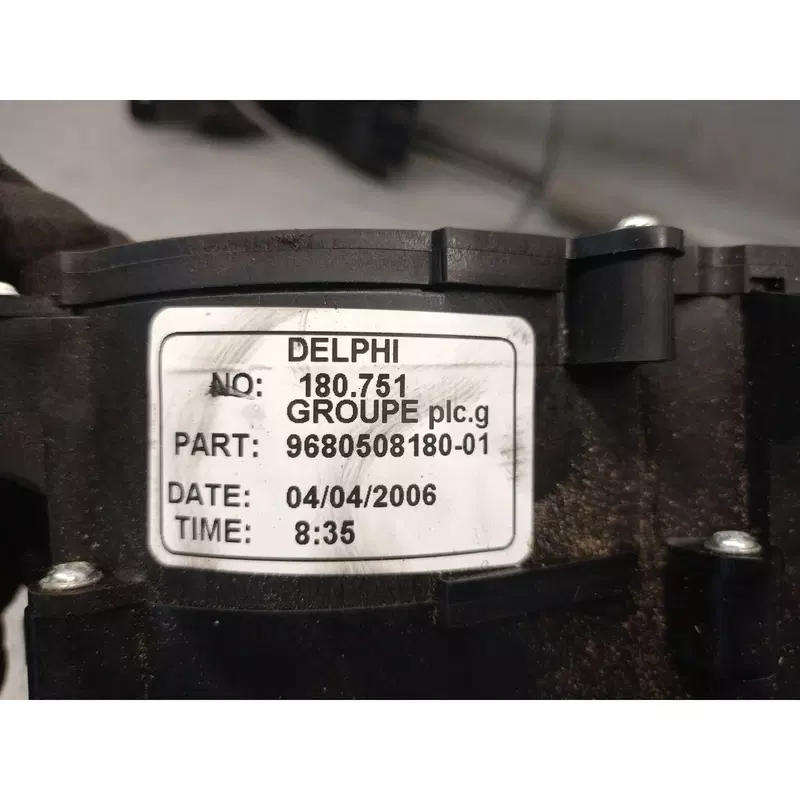 DELPHI
NO: 180.751
GROUPE plc.g
PART: 9680508180-01
DATE: 04/04/2006
TIME: 8:35